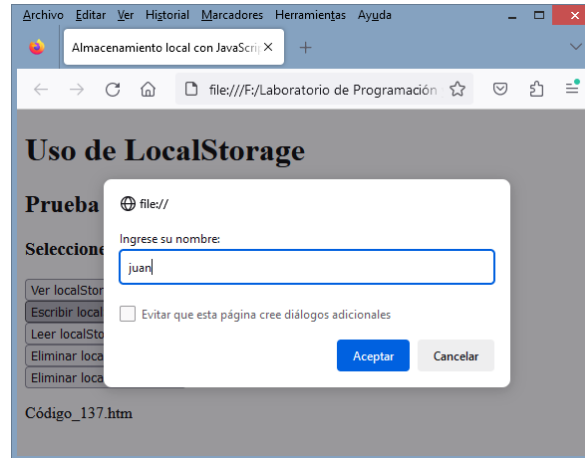 Archivo Editar Ver Historial Marcadores Herramientas Ayuda
Almacenamiento local con JavaScrip
file:///F:/Laboratorio de Programación
Uso de LocalStorage
Prueba
file://
Ingrese su nombre:
Seleccione
juan
Ver localStor
Escribir local
Evitar que esta página cree diálogos adicionales
Leer localSto
Eliminar loca
Aceptar Cancelar
Eliminar loca
Código_137.htm